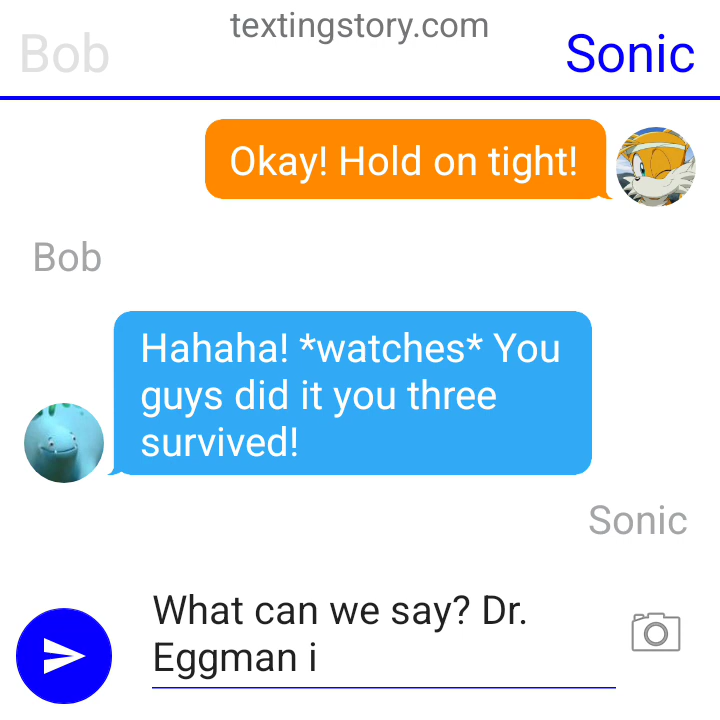 textingstory.com
Bob
Sonic
Okay! Hold on tight!
Bob
Hahaha! *watches* You
guys did it you three
survived!
Sonic
What can we say? Dr.
Eggman i